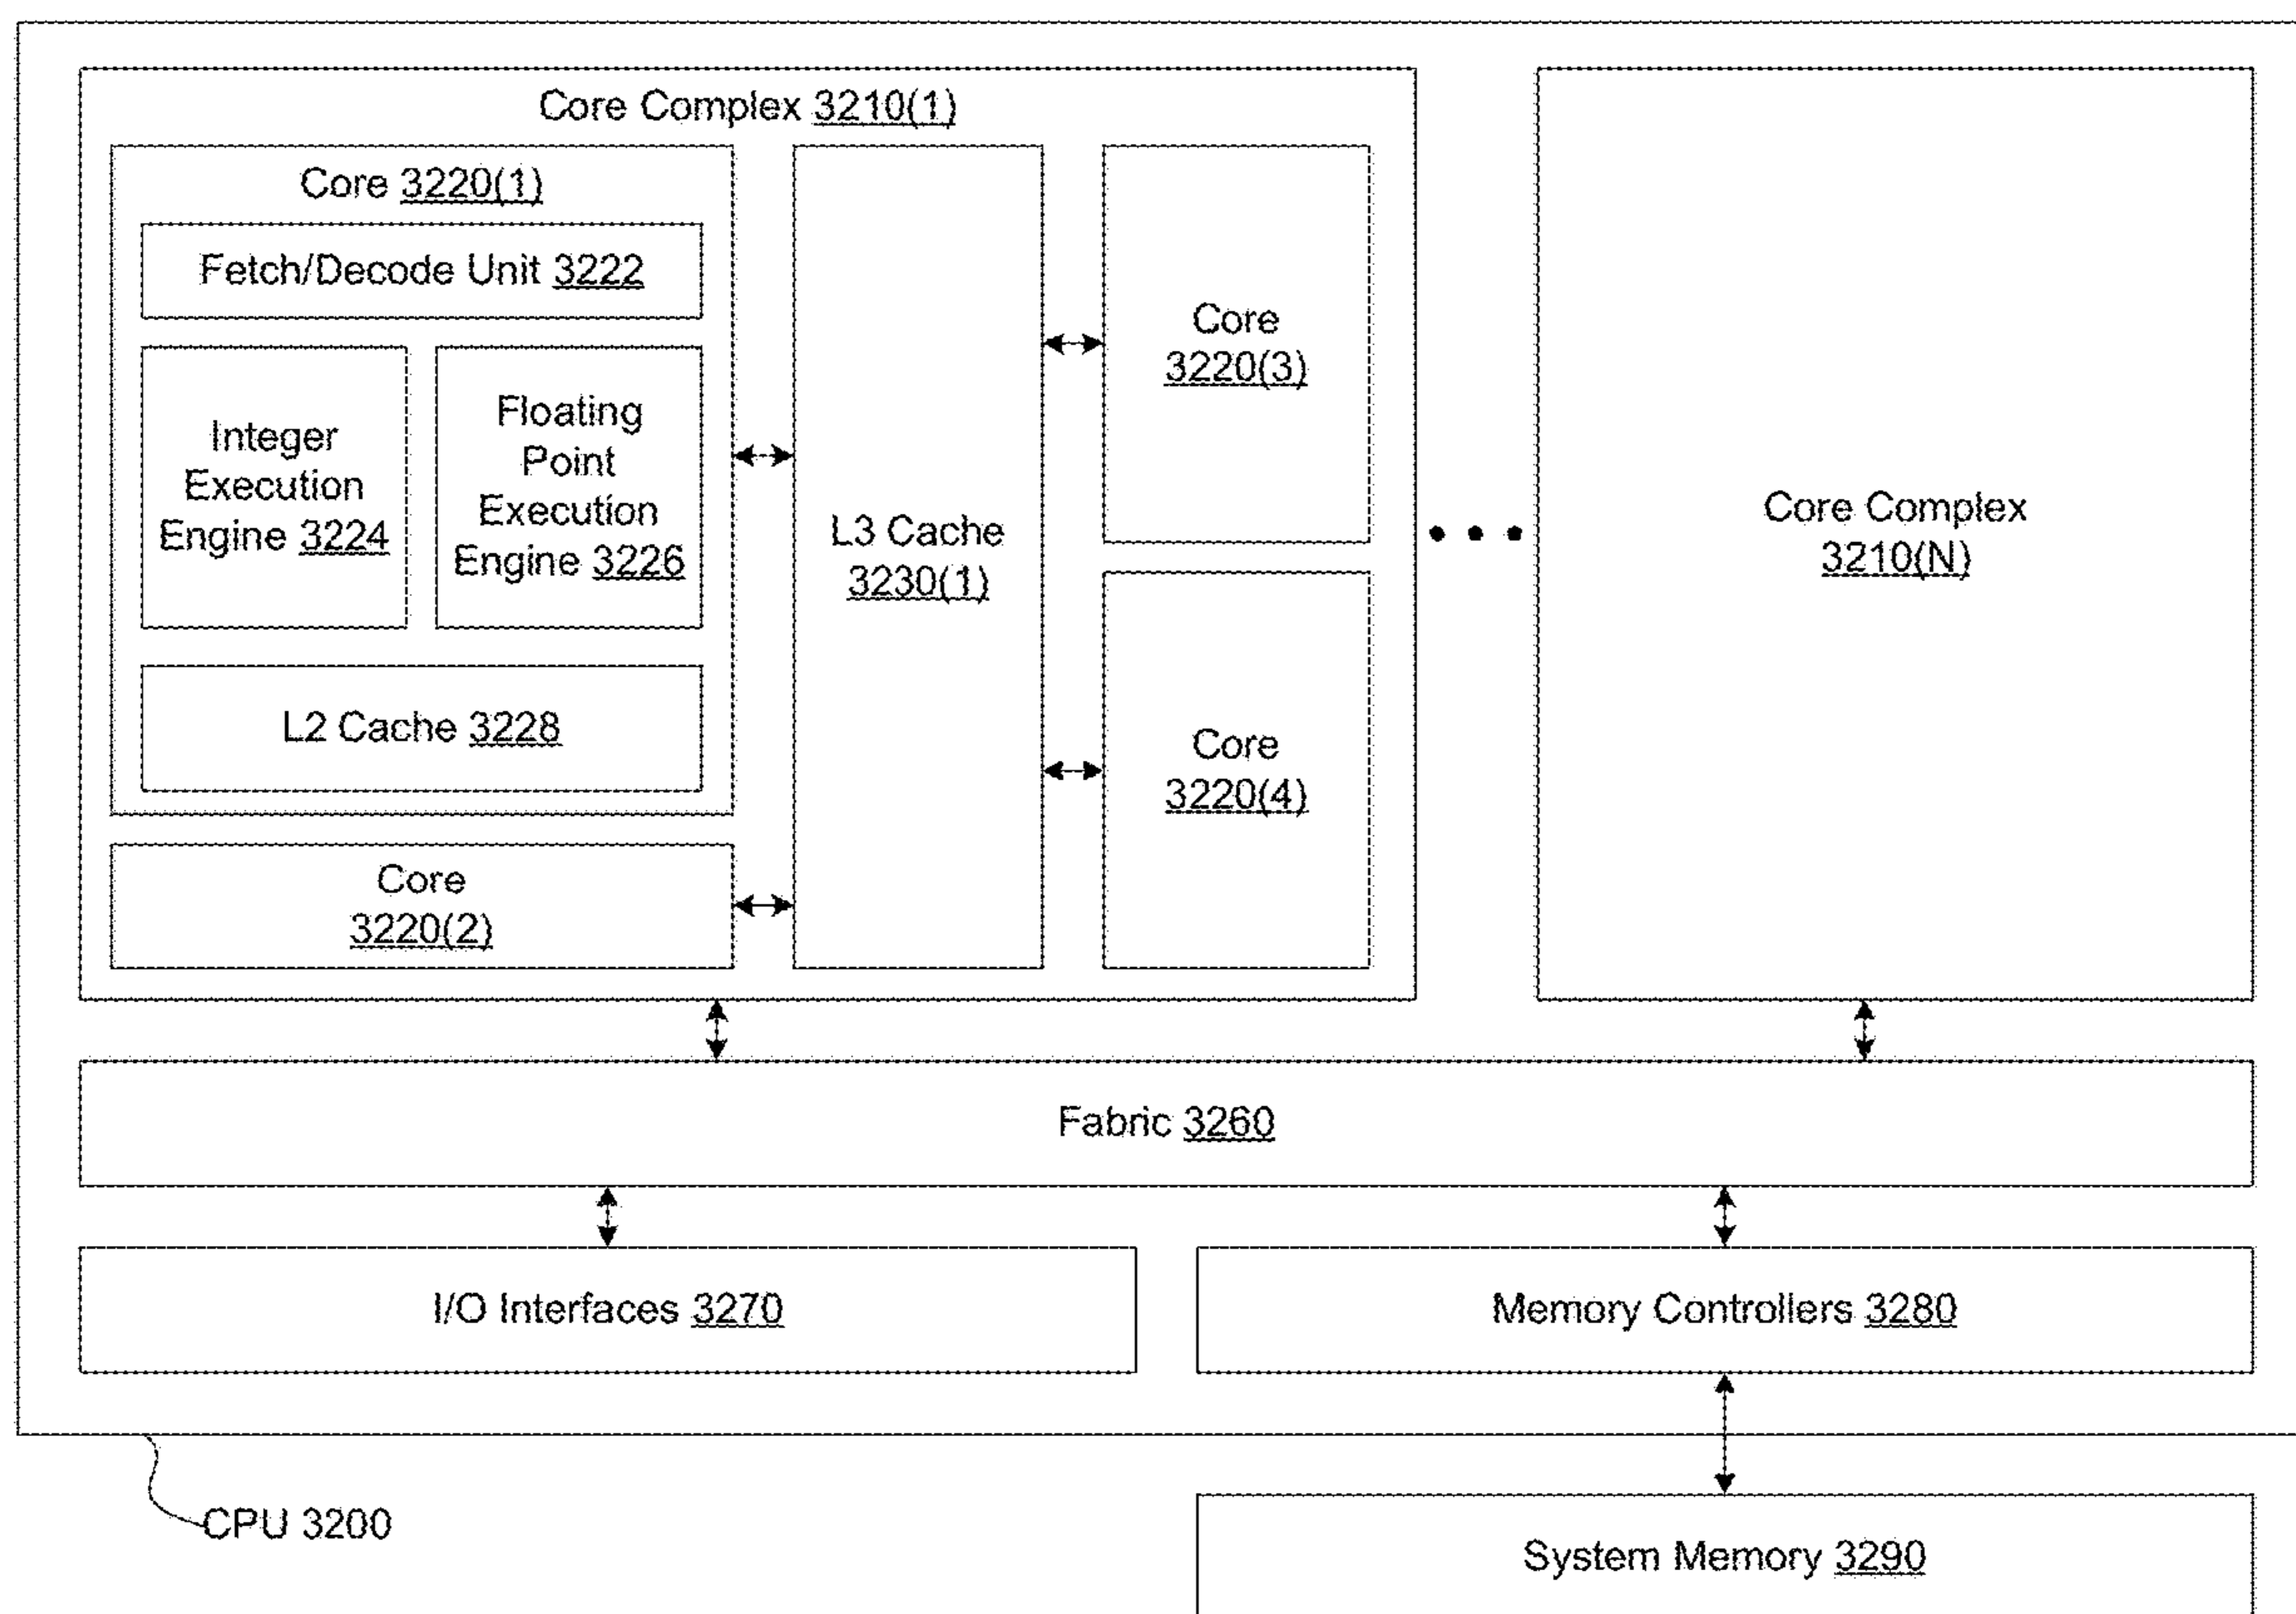 Core Complex 3210(1)
Core 3220(1)
Fetch/Decode Unit 3222
Integer
Execution
Engine 3224
Floating
Point
Execution
Engine 3226
L2 Cache 3228
Core
3220(2)
L3 Cache
3230(1)
Core
3220(3)
Core
3220(4)
Core Complex
3210(N)
Fabric 3260
I/O Interfaces 3270
Memory Controllers 3280
CPU 3200
System Memory 3290